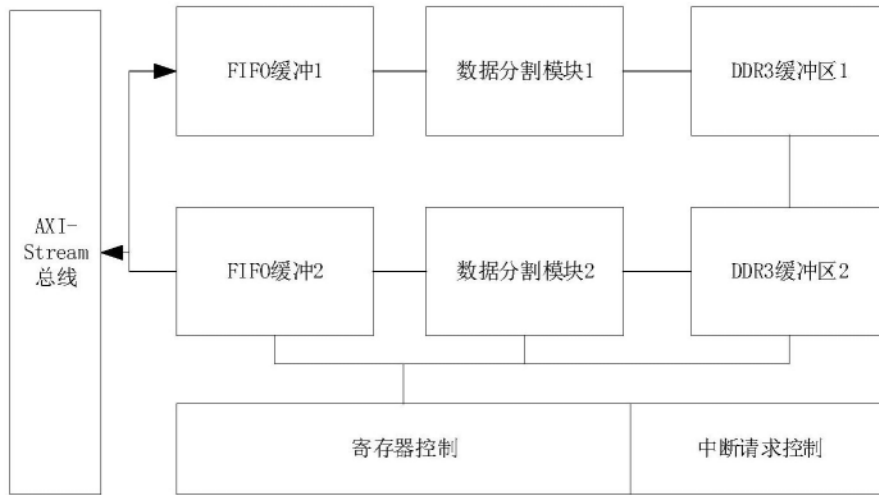 FIFO缓冲1
数据分割模块1
DDR3缓冲区1
AXI-
Stream
总线
FIFO缓冲2
数据分割模块2
DDR3缓冲区2
寄存器控制
中断请求控制